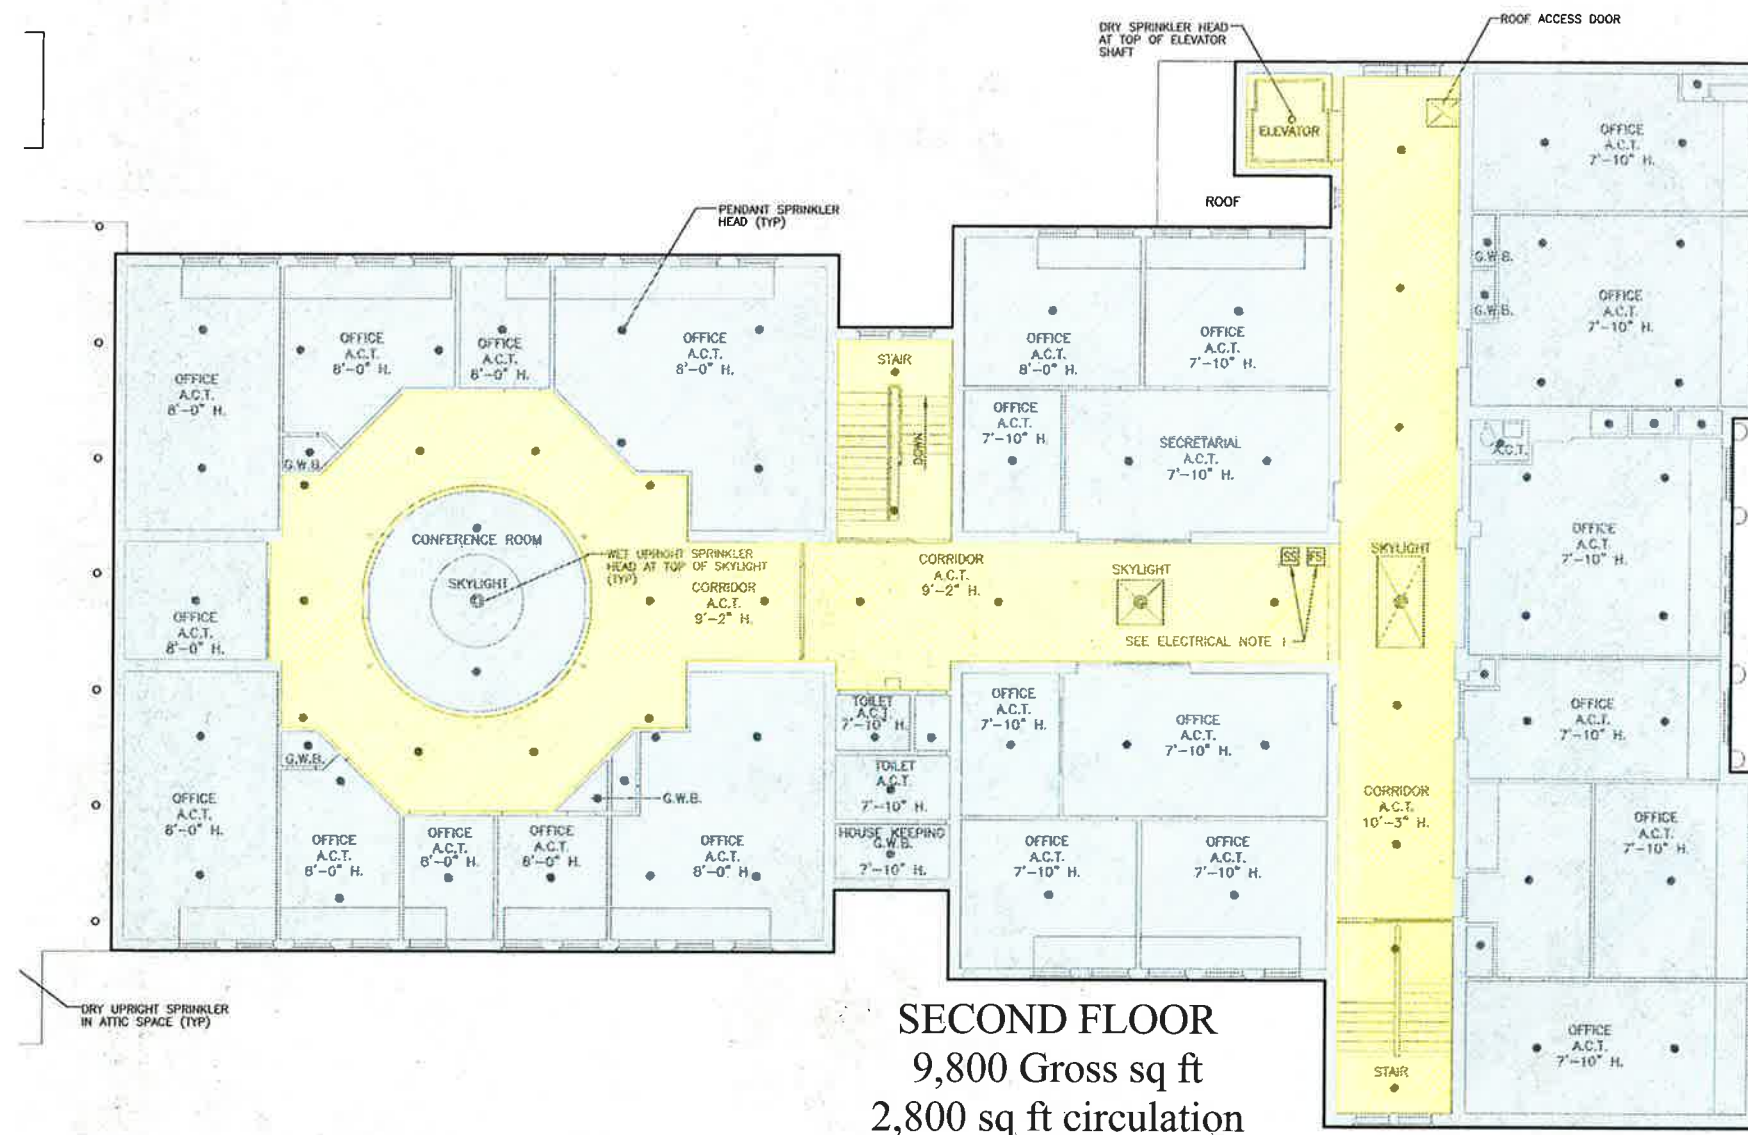 DRY SPRINKLER HEAD
AT TOP OF ELEVATOR
SHAFT
ROOF ACCESS DOOR
ELEVATOR
OFFICE
A.C.T.
7'-10" H.
ROOF
PENDANT SPRINKLER
HEAD (TYP)
G.W.B.
G.W.B.
OFFICE
A.C.T.
7'-10" H.
OFFICE
A.C.T.
8'-0" H.
OFFICE
A.C.T.
8'-0" H.
OFFICE
A.C.T.
8'-0" H.
OFFICE
A.C.T.
8'-0" H.
G.W.B.
STAIR
DOWN
OFFICE
A.C.T.
8'-0" H.
OFFICE
A.C.T.
7'-10" H.
OFFICE
A.C.T.
7'-10" H.
SECRETARIAL
A.C.T.
7'-10" H.
A.C.T.
OFFICE
A.C.T.
7'-10" H.
CONFERENCE ROOM
SKYLIGHT
WET UPRIGHT SPRINKLER
HEAD AT TOP OF SKYLIGHT
(TYP)
CORRIDOR
A.C.T.
9'-2" H.
CORRIDOR
A.C.T.
9'-2" H.
SKYLIGHT
SS
FS
SKYLIGHT
SEE ELECTRICAL NOTE 1
OFFICE
A.C.T.
8'-0" H.
TOILET
A.C.T.
7'-10" H.
TOILET
A.C.T.
7'-10" H.
HOUSE KEEPING
G.W.B.
7'-10" H.
OFFICE
A.C.T.
7'-10" H.
OFFICE
A.C.T.
7'-10" H.
OFFICE
A.C.T.
7'-10" H.
G.W.B.
G.W.B.
OFFICE
A.C.T.
8'-0" H.
OFFICE
A.C.T.
8'-0" H.
OFFICE
A.C.T.
8'-0" H.
OFFICE
A.C.T.
8'-0" H.
OFFICE
A.C.T.
8'-0" H.
OFFICE
A.C.T.
7'-10" H.
OFFICE
A.C.T.
7'-10" H.
CORRIDOR
A.C.T.
10'-3" H.
OFFICE
A.C.T.
7'-10" H.
DRY UPRIGHT SPRINKLER
IN ATTIC SPACE (TYP)
STAIR
OFFICE
A.C.T.
7'-10" H.
SECOND FLOOR
9,800 Gross sq ft
2,800 sq ft circulation